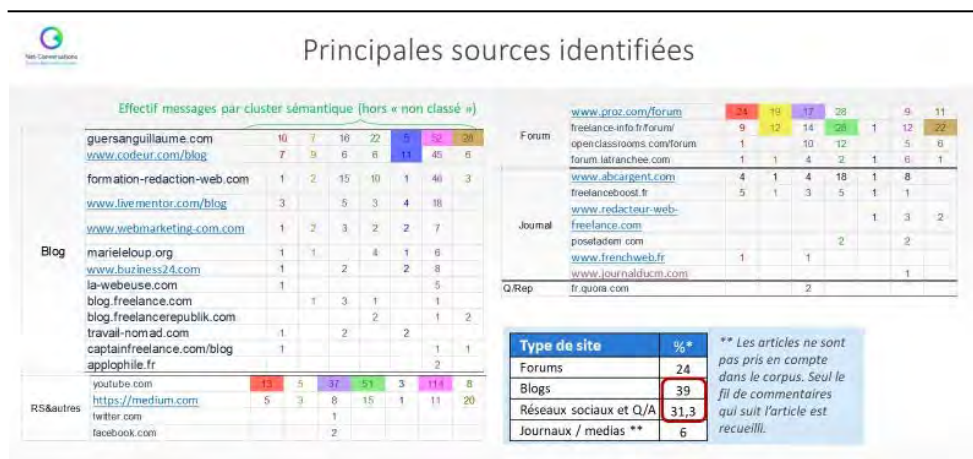 Net Conversations
Principales sources identifiées
Effectif messages par cluster sémantique (hors « non classé »)
Blog
guersanguillaume.com 10 7 16 22 5 52 28
www.codeur.com/blog 7 9 6 6 11 45 6
formation-redaction-web.com 1 2 15 10 1 46 3
www.livementor.com/blog 3 5 3 4 18
www.webmarketing-com.com 1 2 3 2 2 7
marieleloup.org 1 1 4 1 6
www.buziness24.com 1 2 2 8
la-webeuse.com 1 5
blog.freelance.com 1 3 1 1
blog.freelancerepublik.com 2 1 2
travail-nomad.com 1 2 2
captainfreelance.com/blog 1 1 1
applophile.fr 2
RS&autres
youtube.com 13 5 37 51 3 114 8
https://medium.com 5 3 8 15 1 11 20
twitter.com 1
facebook.com 2
Forum
www.proz.com/forum 24 19 17 28 9 11
freelance-info.fr/forum/ 9 12 14 28 1 12 22
openclassrooms.com/forum 1 10 12 5 6
forum.latranchee.com 1 1 4 2 1 6 1
Journal
www.abcargent.com 4 1 4 18 1 8
freelanceboost.fr 5 1 3 5 1 1
www.redacteur-web-
freelance.com 1 3 2
posetadem.com 2 2
www.frenchweb.fr 1 1
www.journalducm.com 1
Q/Rep fr.quora.com 2
Type de site %*
Forums 24
Blogs 39
Réseaux sociaux et Q/A 31,3
Journaux / medias ** 6
** Les articles ne sont
pas pris en compte
dans le corpus. Seul le
fil de commentaires
qui suit l'article est
recueilli.